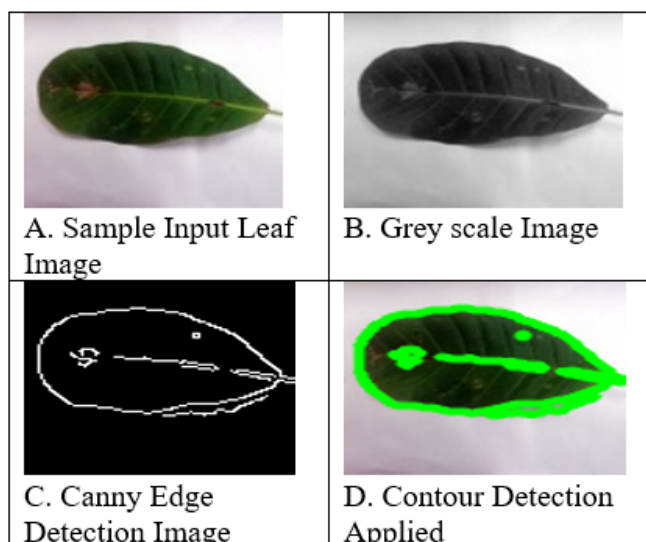 A. Sample Input Leaf
Image
B. Grey scale Image
C. Canny Edge
Detection Image
D. Contour Detection
Applied